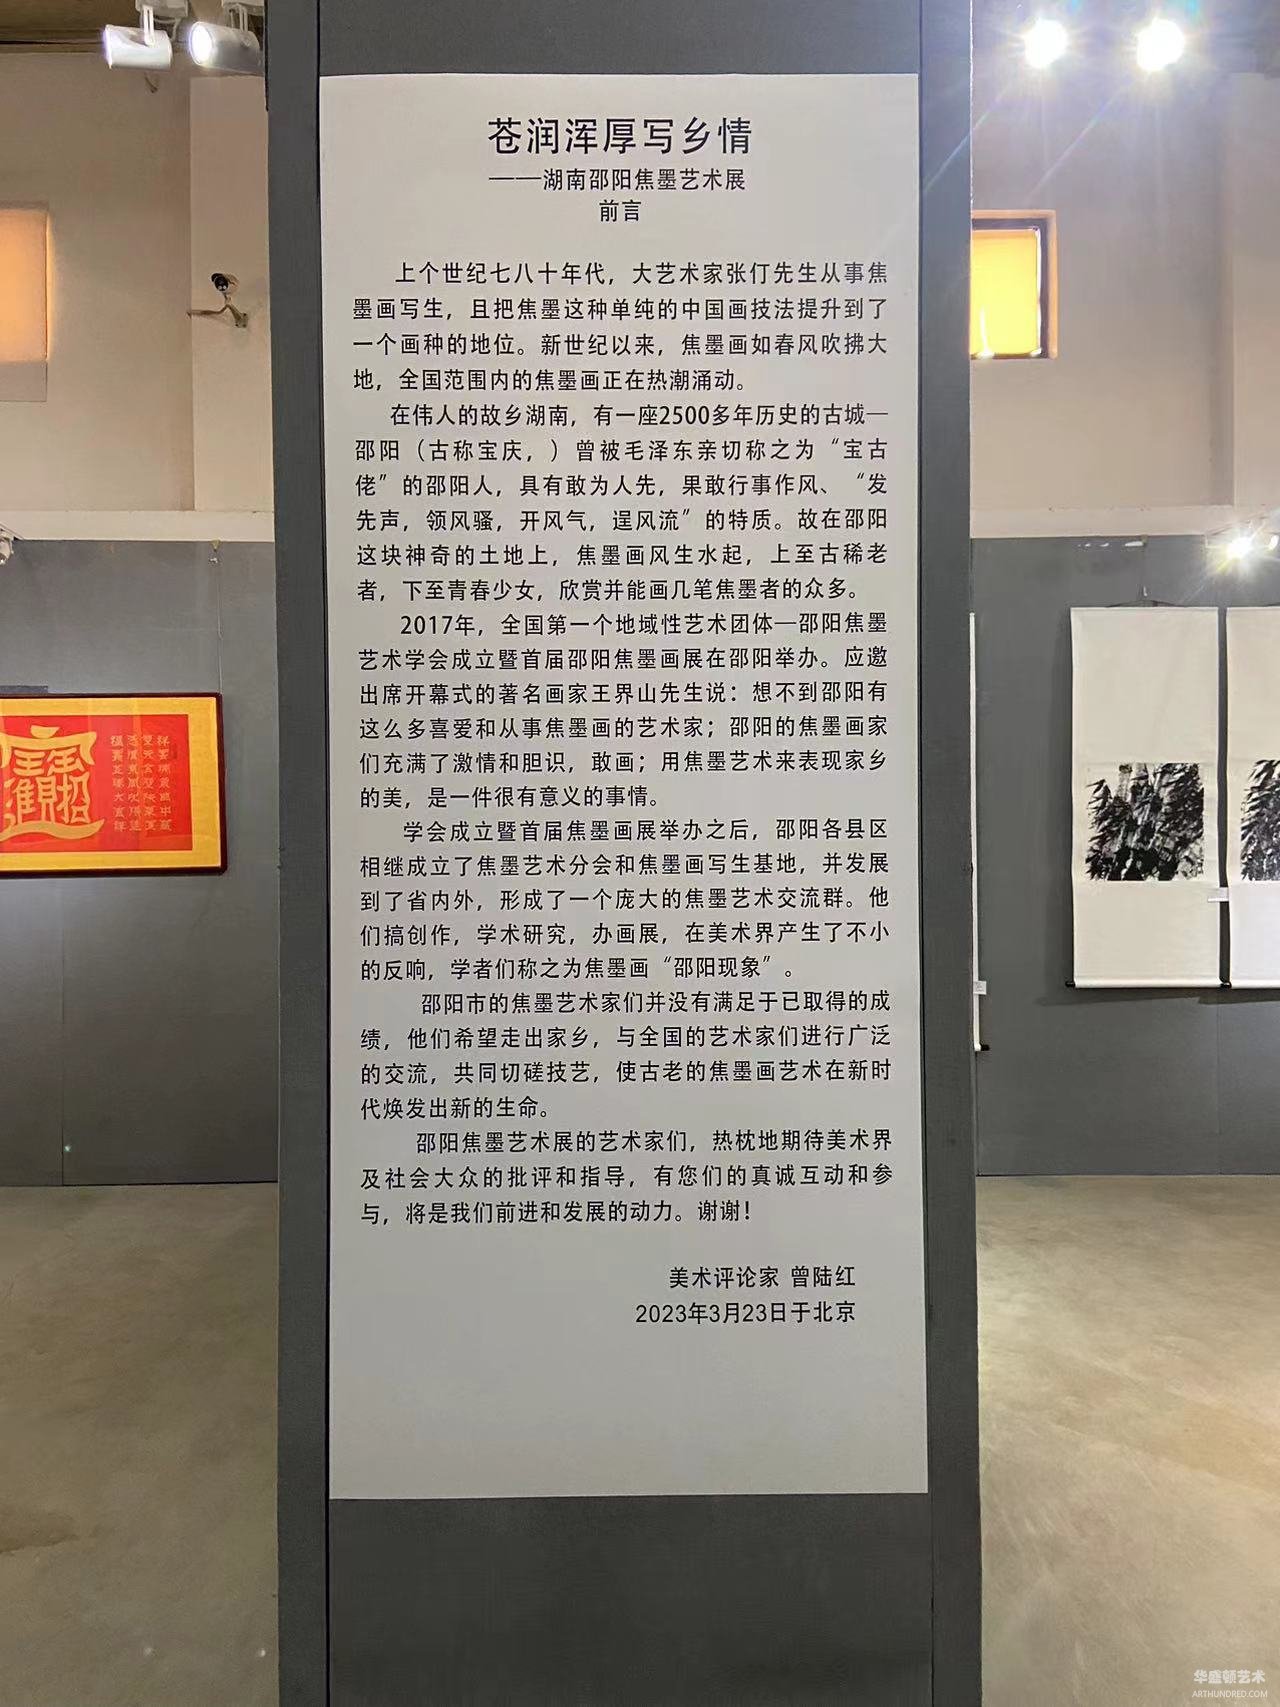 苍润浑厚写乡情
——湖南邵阳焦墨艺术展
前言
上个世纪七八十年代，大艺术家张仃先生从事焦
墨画写生，且把焦墨这种单纯的中国画技法提升到了
一个画种的地位。新世纪以来，焦墨画如春风吹拂大
地，全国范围内的焦墨画正在热潮涌动。
在伟人的故乡湖南，有一座2500多年历史的古城—
邵阳（古称宝庆，）曾被毛泽东亲切称之为“宝古
佬”的邵阳人，具有敢为人先，果敢行事作风、“发
先声，领风骚，开风气，逞风流”的特质。故在邵阳
这块神奇的土地上，焦墨画风生水起，上至古稀老
者，下至青春少女，欣赏并能画几笔焦墨者的众多。
2017年，全国第一个地域性艺术团体—邵阳焦墨
艺术学会成立暨首届邵阳焦墨画展在邵阳举办。应邀
出席开幕式的著名画家王界山先生说：想不到邵阳有
这么多喜爱和从事焦墨画的艺术家；邵阳的焦墨画家
们充满了激情和胆识，敢画；用焦墨艺术来表现家乡
的美，是一件很有意义的事情。
学会成立暨首届焦墨画展举办之后，邵阳各县区
相继成立了焦墨艺术分会和焦墨画写生基地，并发展
到了省内外，形成了一个庞大的焦墨艺术交流群。他
们搞创作，学术研究，办画展，在美术界产生了不小
的反响，学者们称之为焦墨画“邵阳现象”。
邵阳市的焦墨艺术家们并没有满足于已取得的成
绩，他们希望走出家乡，与全国的艺术家们进行广泛
的交流，共同切磋技艺，使古老的焦墨画艺术在新时
代焕发出新的生命。
邵阳焦墨艺术展的艺术家们，热枕地期待美术界
及社会大众的批评和指导，有您们的真诚互动和参
与，将是我们前进和发展的动力。谢谢！
美术评论家 曾陆红
2023年3月23日于北京
华盛顿艺术
ARTHUNDRED.COM